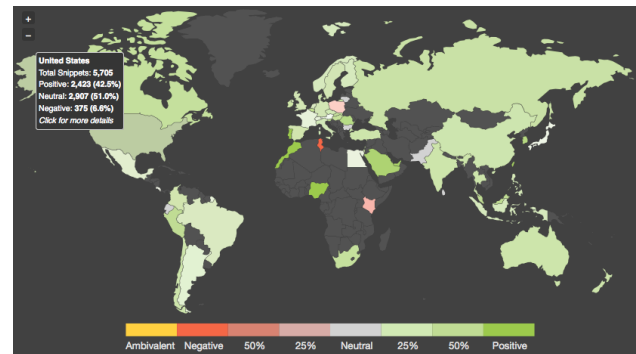 +
−
United States
Total Snippets: 5,705
Positive: 2,423 (42.5%)
Neutral: 2,907 (51.0%)
Negative: 375 (6.6%)
Click for more details
Ambivalent Negative 50% 25% Neutral 25% 50% Positive